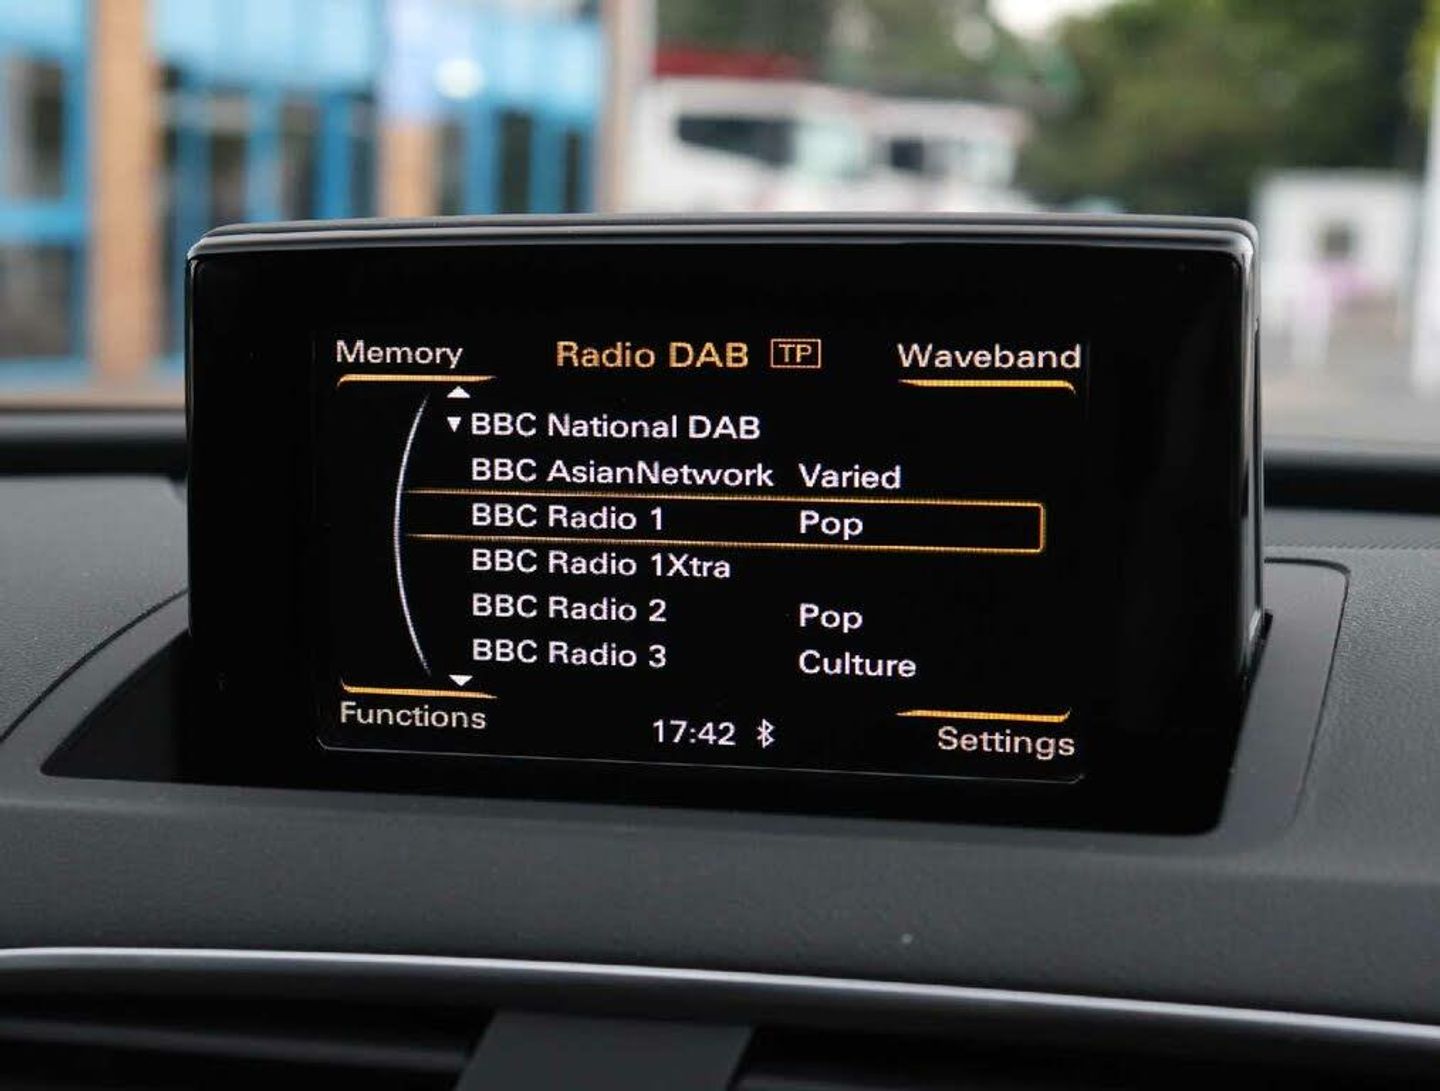 Memory Radio DAB TP Waveband
BBC National DAB
BBC AsianNetwork Varied
BBC Radio 1 Pop
BBC Radio 1Xtra
BBC Radio 2 Pop
BBC Radio 3 Culture
Functions 17:42 Settings